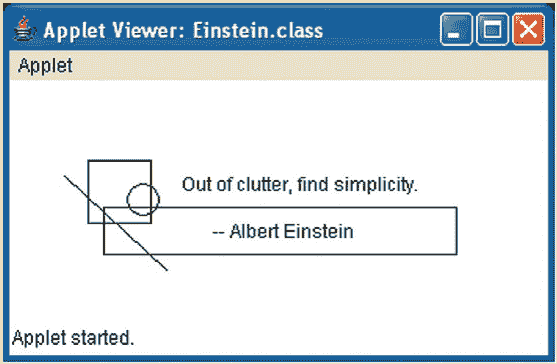 Applet Viewer: Einstein.class
Applet
Out of clutter, find simplicity.
-- Albert Einstein
Applet started.